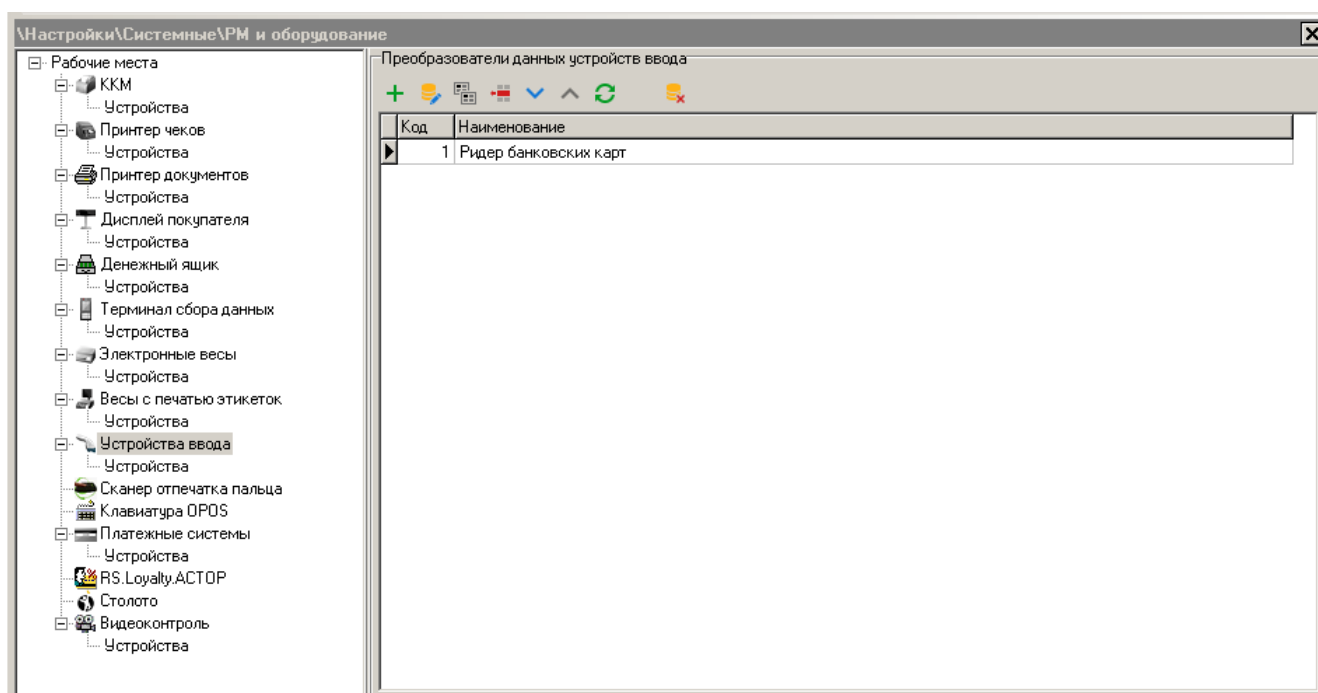 \Настройки\Системные\РМ и оборудование
Рабочие места
ККМ
Устройства
Принтер чеков
Устройства
Принтер документов
Устройства
Дисплей покупателя
Устройства
Денежный ящик
Устройства
Терминал сбора данных
Устройства
Электронные весы
Устройства
Весы с печатью этикеток
Устройства
Устройства ввода
Устройства
Сканер отпечатка пальца
Клавиатура OPOS
Платежные системы
Устройства
RS.Loyalty.АСТОР
Столото
Видеоконтроль
Устройства
Преобразователи данных устройств ввода
Код Наименование
1 Ридер банковских карт